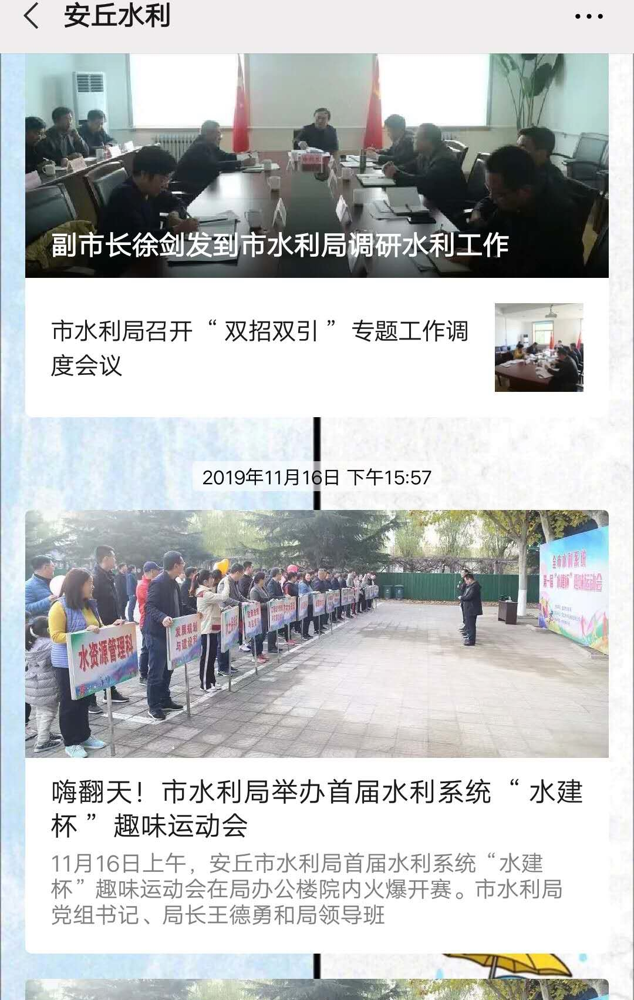 安丘水利
副市长徐剑发到市水利局调研水利工作
市水利局召开“双招双引”专题工作调
度会议
2019年11月16日 下午15:57
全市水利系统
第一届“水建杯”趣味运动会
水资源管理科
发展规划
与建设科
嗨翻天！市水利局举办首届水利系统“水建
杯”趣味运动会
11月16日上午，安丘市水利局首届水利系统“水建
杯”趣味运动会在局办公楼院内火爆开赛。市水利局
党组书记、局长王德勇和局领导班